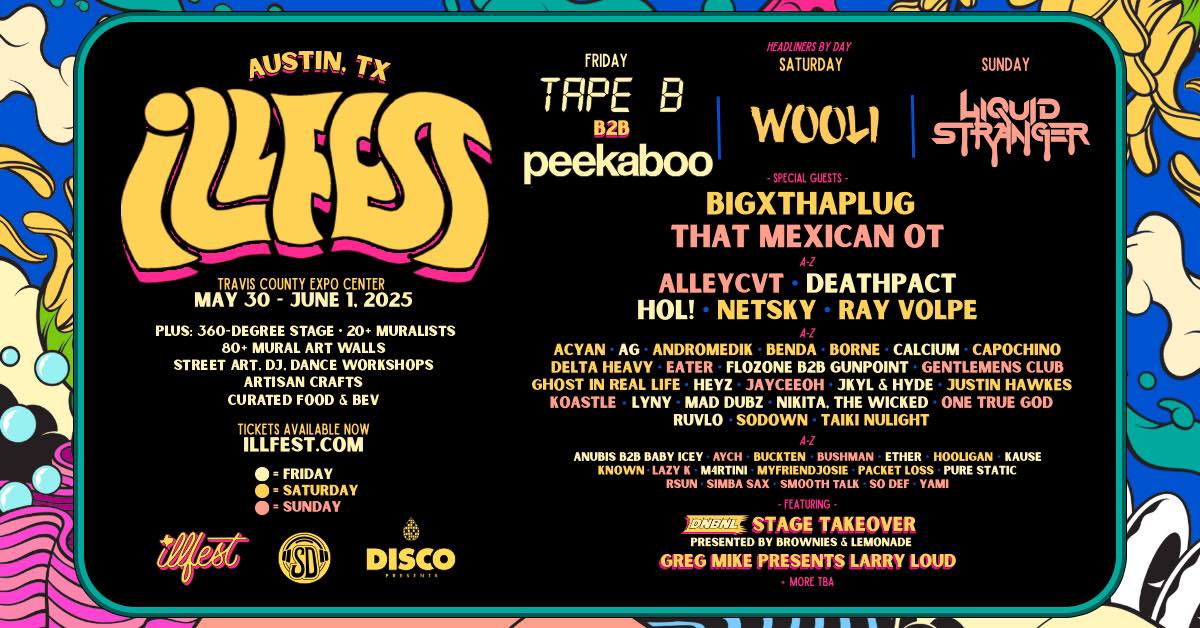 AUSTIN, TX
ILLFEST
TRAVIS COUNTY EXPO CENTER
MAY 30 - JUNE 1, 2025
PLUS: 360-DEGREE STAGE • 20+ MURALISTS
80+ MURAL ART WALLS
STREET ART, DJ, DANCE WORKSHOPS
ARTISAN CRAFTS
CURATED FOOD & BEV
TICKETS AVAILABLE NOW
ILLFEST.COM
= FRIDAY
= SATURDAY
= SUNDAY
illfest
SD
DISCO
PRESENTS
HEADLINERS BY DAY
FRIDAY
TAPE B
B2B
peekaboo
SATURDAY
WOOLI
SUNDAY
LIQUID
STRANGER
- SPECIAL GUESTS -
BIGXTHAPLUG
THAT MEXICAN OT
A-Z
ALLEYCVT • DEATHPACT
HOL! • NETSKY • RAY VOLPE
A-Z
ACYAN • AG • ANDROMEDIK • BENDA • BORNE • CALCIUM • CAPOCHINO
DELTA HEAVY • EATER • FLOZONE B2B GUNPOINT • GENTLEMENS CLUB
GHOST IN REAL LIFE • HEYZ • JAYCEEOH • JKYL & HYDE • JUSTIN HAWKES
KOASTLE • LYNY • MAD DUBZ • NIKITA, THE WICKED • ONE TRUE GOD
RUVLO • SODOWN • TAIKI NULIGHT
A-Z
ANUBIS B2B BABY ICEY • AYCH • BUCKTEN • BUSHMAN • ETHER • HOOLIGAN • KAUSE
KNOWN • LAZY K • M4RTINI • MYFRIENDJOSIE • PACKET LOSS • PURE STATIC
RSUN • SIMBA SAX • SMOOTH TALK • SO DEF • YAMI
- FEATURING -
DNBNL STAGE TAKEOVER
PRESENTED BY BROWNIES & LEMONADE
GREG MIKE PRESENTS LARRY LOUD
+ MORE TBA